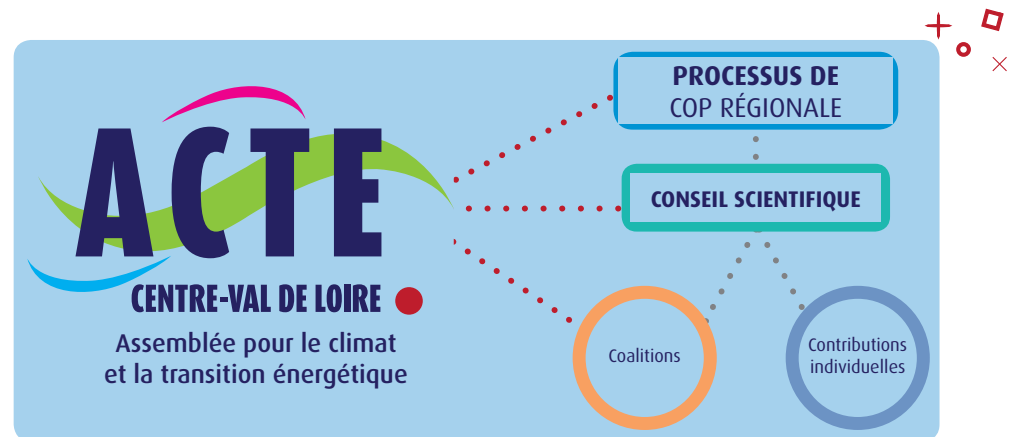 ACTE
CENTRE-VAL DE LOIRE
Assemblée pour le climat
et la transition énergétique
PROCESSUS DE
COP RÉGIONALE
CONSEIL SCIENTIFIQUE
Coalitions
Contributions
individuelles